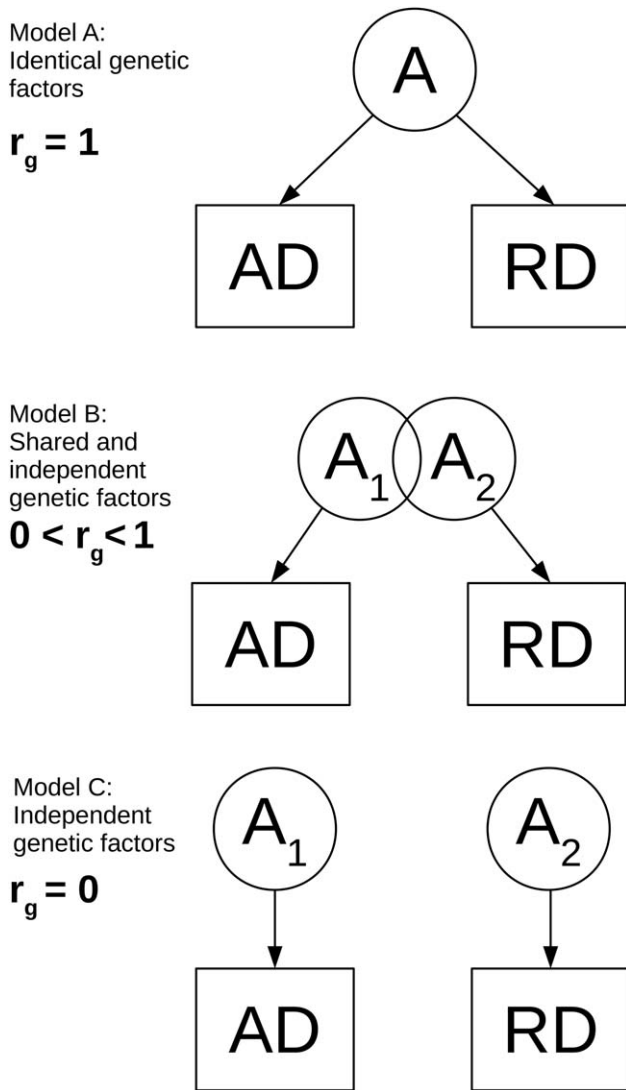 Model A:
Identical genetic
factors
r_g = 1
A
AD
RD
Model B:
Shared and
independent
genetic factors
0 < r_g < 1
A_1
A_2
AD
RD
Model C:
Independent
genetic factors
r_g = 0
A_1
A_2
AD
RD